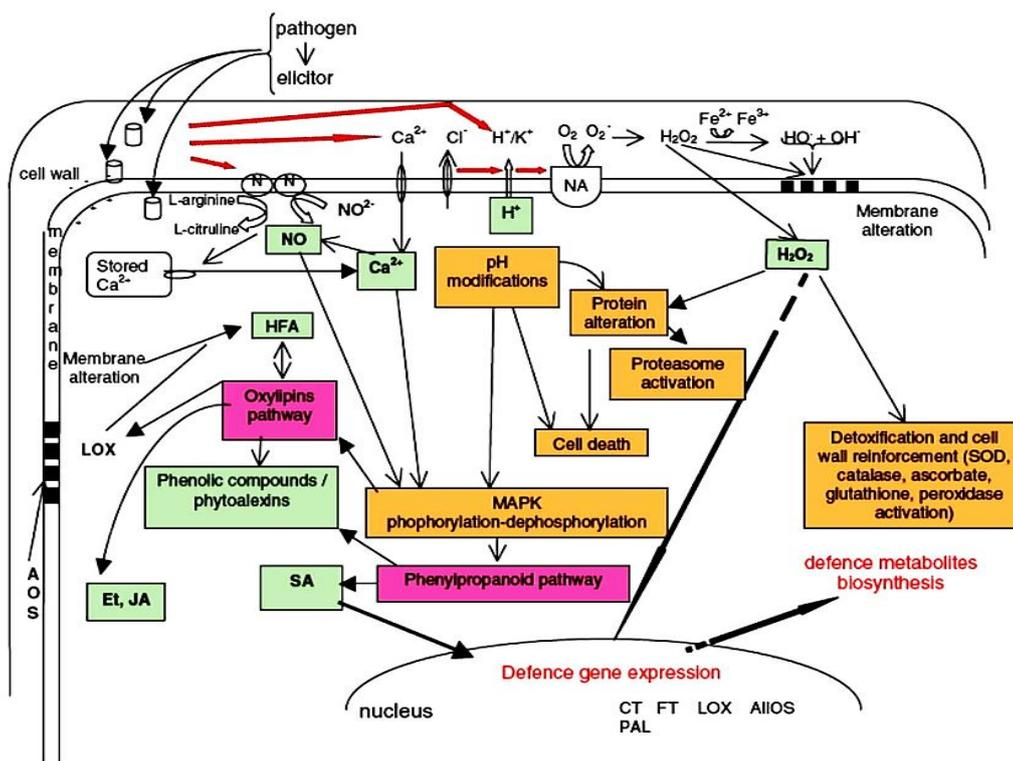 pathogen
elicitor
Ca²⁺ Cl⁻ H⁺/K⁺ O₂ O₂⁻ H₂O₂ Fe²⁺ Fe³⁺ HO⁻ + OH⁻
cell wall
N N
NA
L-arginine
NO²⁻
H⁺
Membrane
alteration
L-citruline
NO
membrane
Stored
Ca²⁺
Ca²⁺
pH
modifications
H₂O₂
Protein
alteration
HFA
Membrane
alteration
Proteasome
activation
Oxylipins
pathway
LOX
Cell death
Detoxification and cell
wall reinforcement (SOD,
catalase, ascorbate,
glutathione, peroxidase
activation)
Phenolic compounds /
phytoalexins
MAPK
phophorylation-dephosphorylation
AOS
Et, JA
SA
Phenylpropanoid pathway
defence metabolites
biosynthesis
Defence gene expression
nucleus
CT FT LOX AllOS
PAL